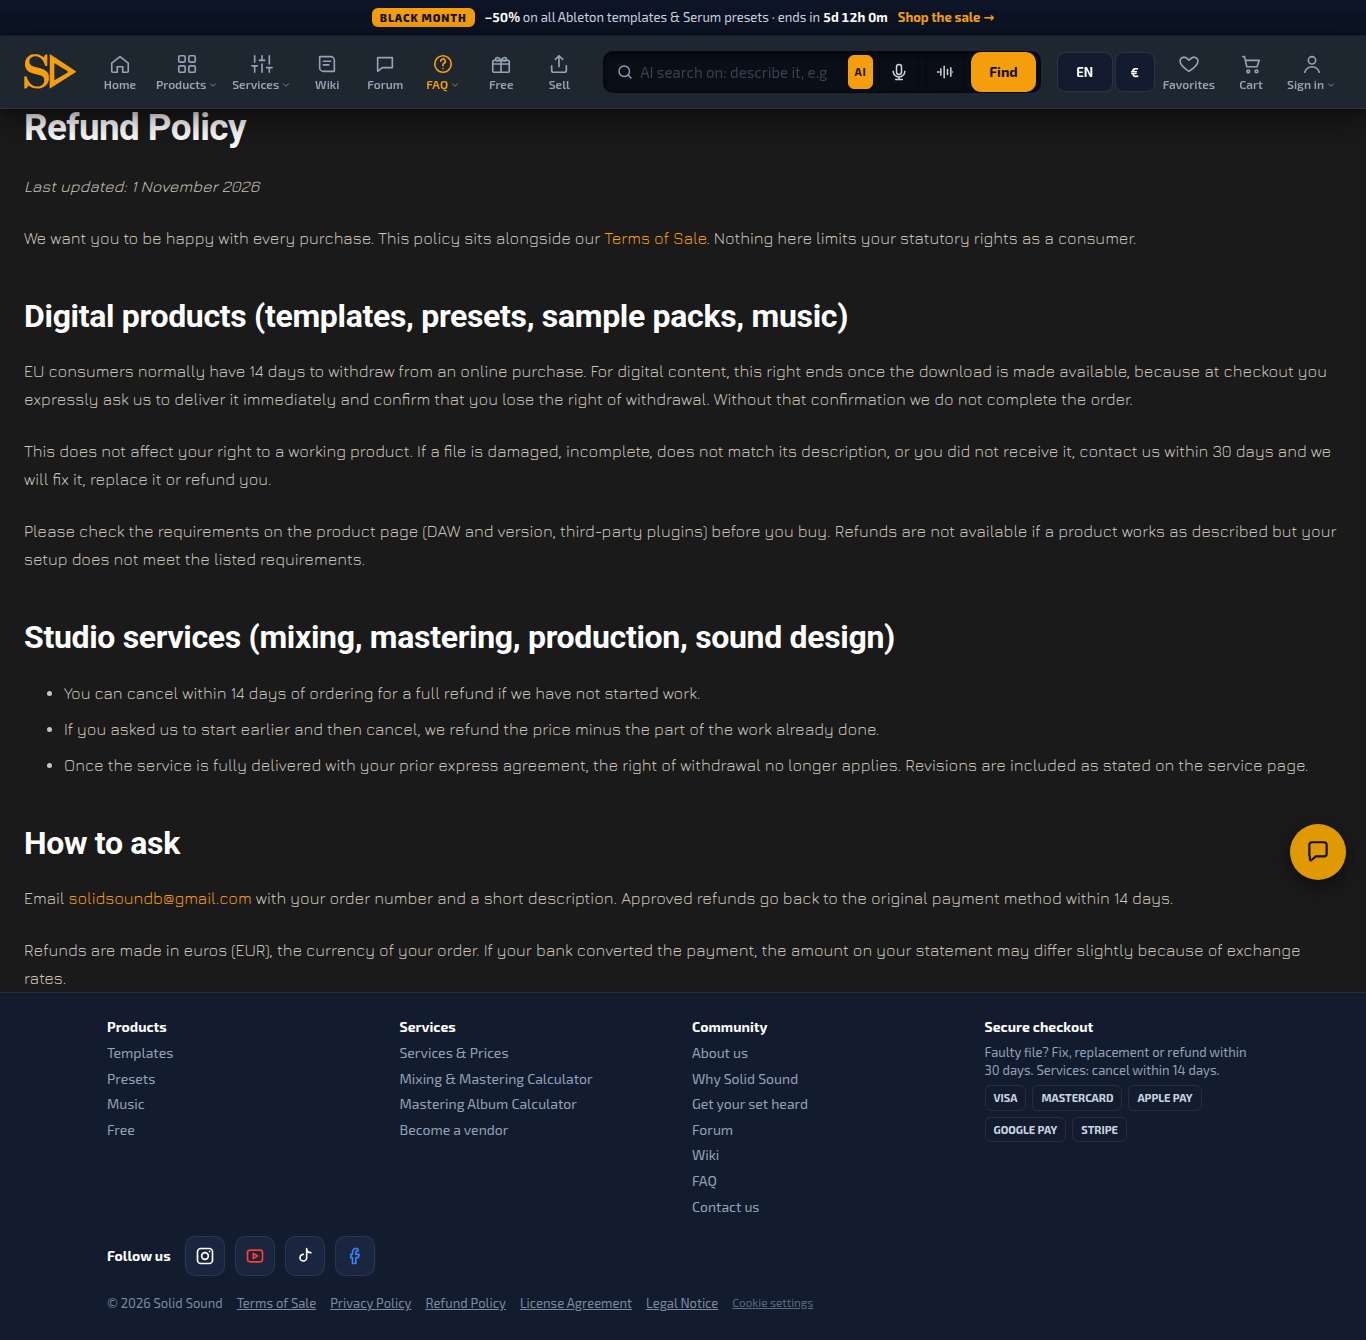 BLACK MONTH −50% on all Ableton templates & Serum presets · ends in 5d 12h 0m Shop the sale →
SD
Home Products Services Wiki Forum FAQ Free Sell
AI search on: describe it, e.g AI Find EN € Favorites Cart Sign in
Refund Policy
Last updated: 1 November 2026
We want you to be happy with every purchase. This policy sits alongside our Terms of Sale. Nothing here limits your statutory rights as a consumer.
Digital products (templates, presets, sample packs, music)
EU consumers normally have 14 days to withdraw from an online purchase. For digital content, this right ends once the download is made available, because at checkout you
expressly ask us to deliver it immediately and confirm that you lose the right of withdrawal. Without that confirmation we do not complete the order.
This does not affect your right to a working product. If a file is damaged, incomplete, does not match its description, or you did not receive it, contact us within 30 days and we
will fix it, replace it or refund you.
Please check the requirements on the product page (DAW and version, third-party plugins) before you buy. Refunds are not available if a product works as described but your
setup does not meet the listed requirements.
Studio services (mixing, mastering, production, sound design)
• You can cancel within 14 days of ordering for a full refund if we have not started work.
• If you asked us to start earlier and then cancel, we refund the price minus the part of the work already done.
• Once the service is fully delivered with your prior express agreement, the right of withdrawal no longer applies. Revisions are included as stated on the service page.
How to ask
Email solidsoundb@gmail.com with your order number and a short description. Approved refunds go back to the original payment method within 14 days.
Refunds are made in euros (EUR), the currency of your order. If your bank converted the payment, the amount on your statement may differ slightly because of exchange
rates.
Products
Templates
Presets
Music
Free
Services
Services & Prices
Mixing & Mastering Calculator
Mastering Album Calculator
Become a vendor
Community
About us
Why Solid Sound
Get your set heard
Forum
Wiki
FAQ
Contact us
Secure checkout
Faulty file? Fix, replacement or refund within
30 days. Services: cancel within 14 days.
VISA MASTERCARD APPLE PAY
GOOGLE PAY STRIPE
Follow us
© 2026 Solid Sound Terms of Sale Privacy Policy Refund Policy License Agreement Legal Notice Cookie settings